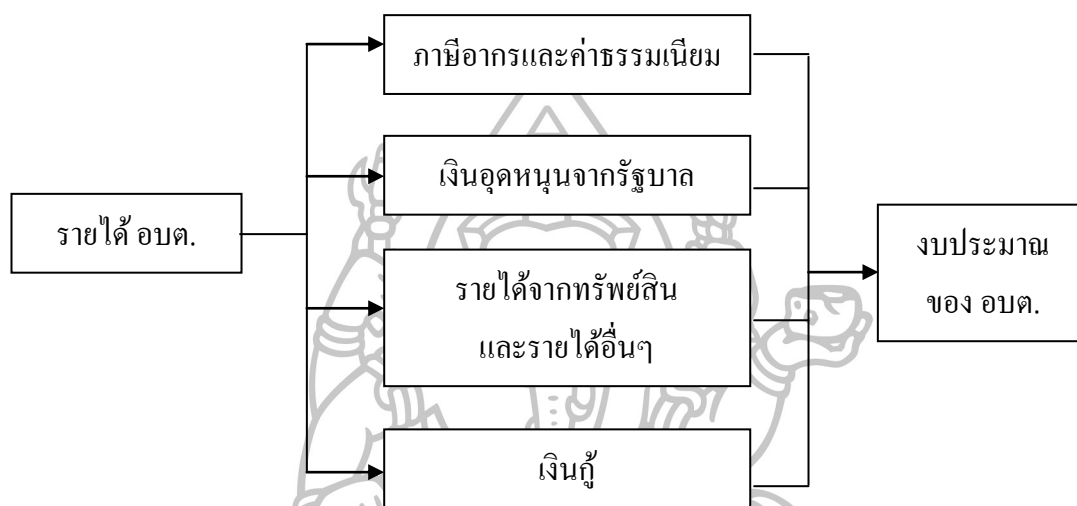 ภาษีอากรและค่าธรรมเนียม
เงินอุดหนุนจากรัฐบาล
รายได้ อบต.
งบประมาณ
ของ อบต.
รายได้จากทรัพย์สิน
และรายได้อื่นๆ
เงินกู้